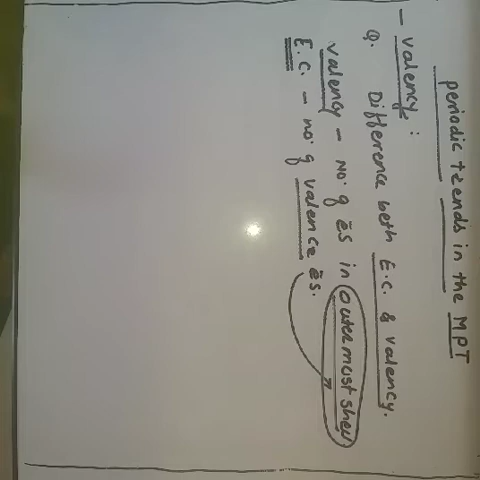 periodic trends in the MPT
- valency:
Q. Difference beth E.C. & valency.
valency - no. of ēs in outermost shell
E.C. - no. of valence ēs.